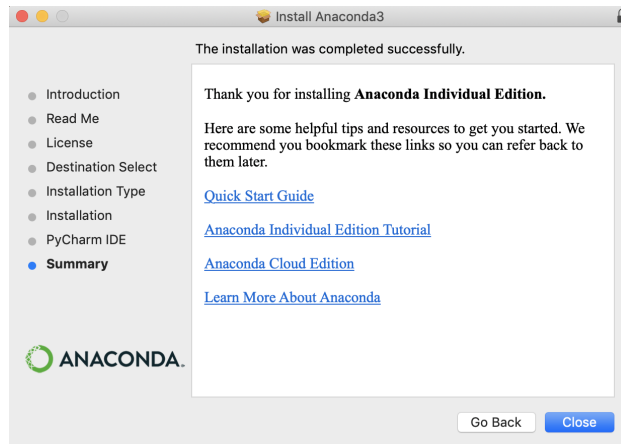 Install Anaconda3
The installation was completed successfully.
Introduction
Read Me
License
Destination Select
Installation Type
Installation
PyCharm IDE
Summary
Thank you for installing Anaconda Individual Edition.
Here are some helpful tips and resources to get you started. We
recommend you bookmark these links so you can refer back to
them later.
Quick Start Guide
Anaconda Individual Edition Tutorial
Anaconda Cloud Edition
Learn More About Anaconda
ANACONDA.
Go Back
Close